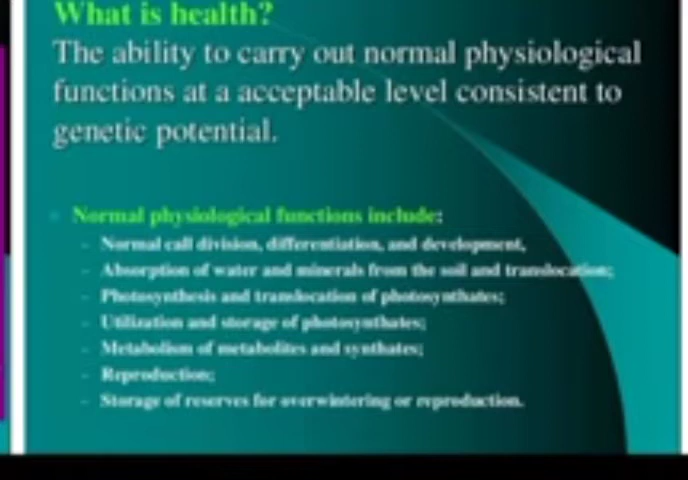 What is health?
The ability to carry out normal physiological
functions at a acceptable level consistent to
genetic potential.
Normal physiological functions include:
- Normal call division, differentiation, and development,
- Absorption of water and minerals from the soil and translocation;
- Photosynthesis and translocation of photosynthates;
- Utilization and storage of photosynthates;
- Metabolism of metabolites and synthates;
- Reproduction;
- Storage of reserves for overwintering or reproduction.